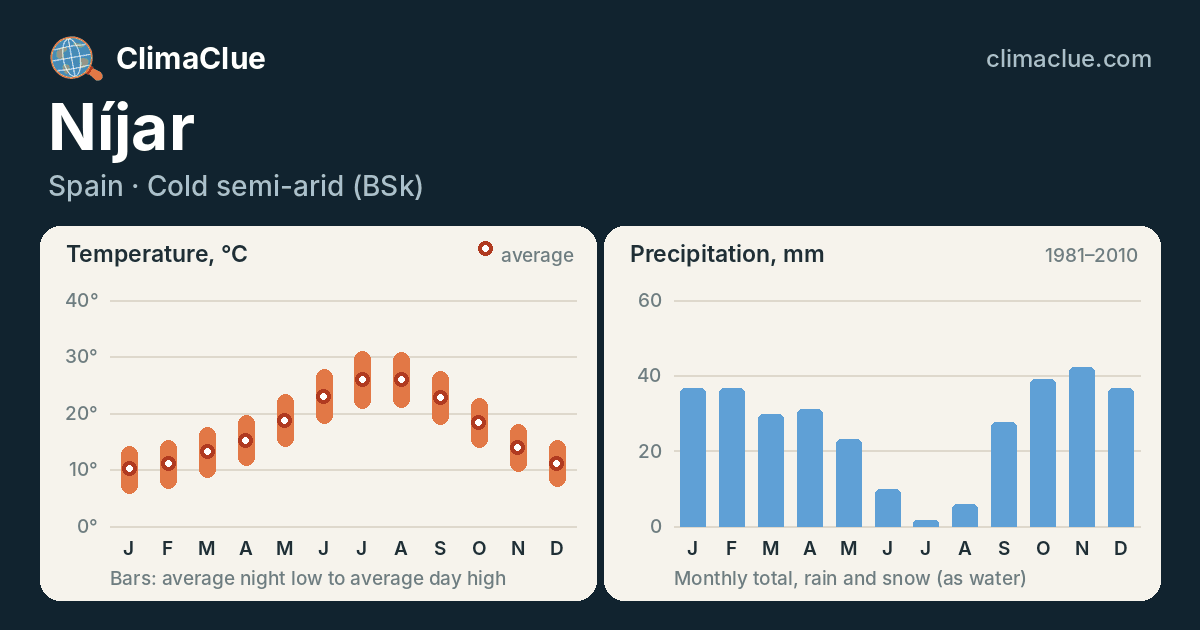 ClimaClue
climaclue.com
Níjar
Spain · Cold semi-arid (BSk)
Temperature, °C
average
40°
30°
20°
10°
0°
J F M A M J J A S O N D
Bars: average night low to average day high
Precipitation, mm
1981–2010
60
40
20
0
J F M A M J J A S O N D
Monthly total, rain and snow (as water)